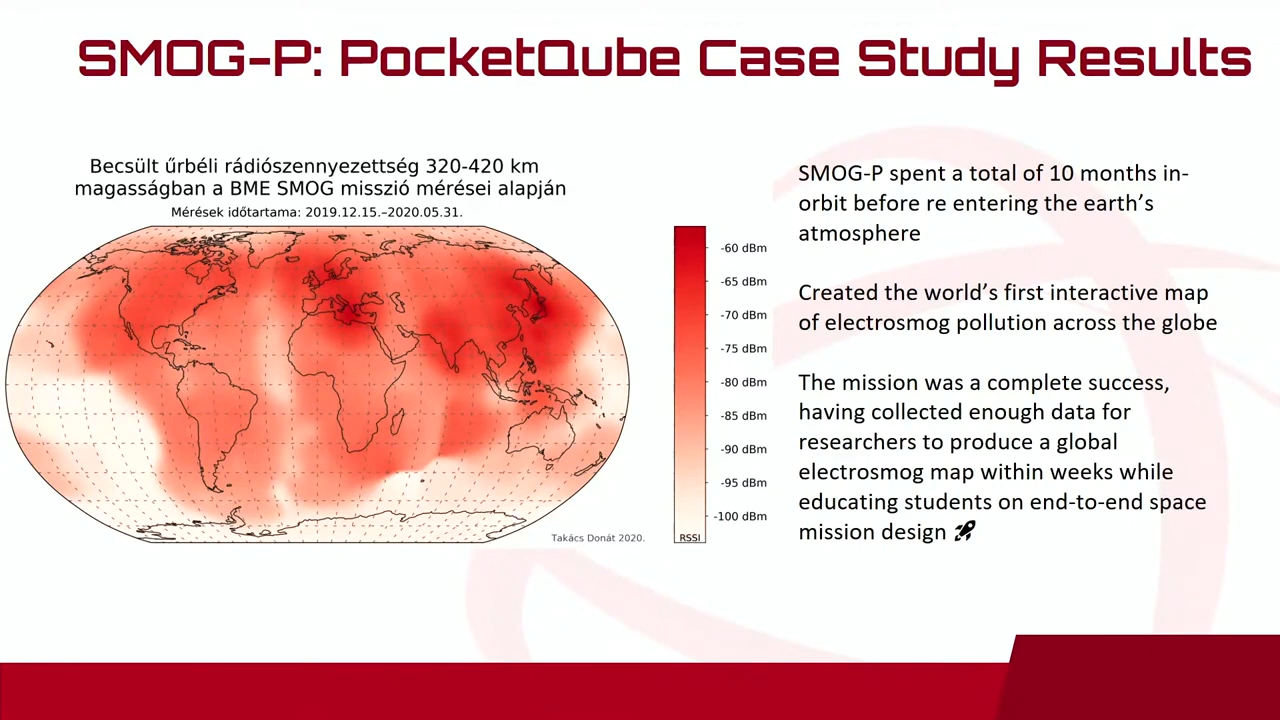 SMOG-P: PocketQube Case Study Results
Becsült űrbéli rádiószennyezettség 320-420 km
magasságban a BME SMOG misszió mérései alapján
Mérések időtartama: 2019.12.15.–2020.05.31.
-60 dBm
-65 dBm
-70 dBm
-75 dBm
-80 dBm
-85 dBm
-90 dBm
-95 dBm
-100 dBm
RSSI
Takács Donát 2020.
SMOG-P spent a total of 10 months in-
orbit before re entering the earth’s
atmosphere
Created the world’s first interactive map
of electrosmog pollution across the globe
The mission was a complete success,
having collected enough data for
researchers to produce a global
electrosmog map within weeks while
educating students on end-to-end space
mission design